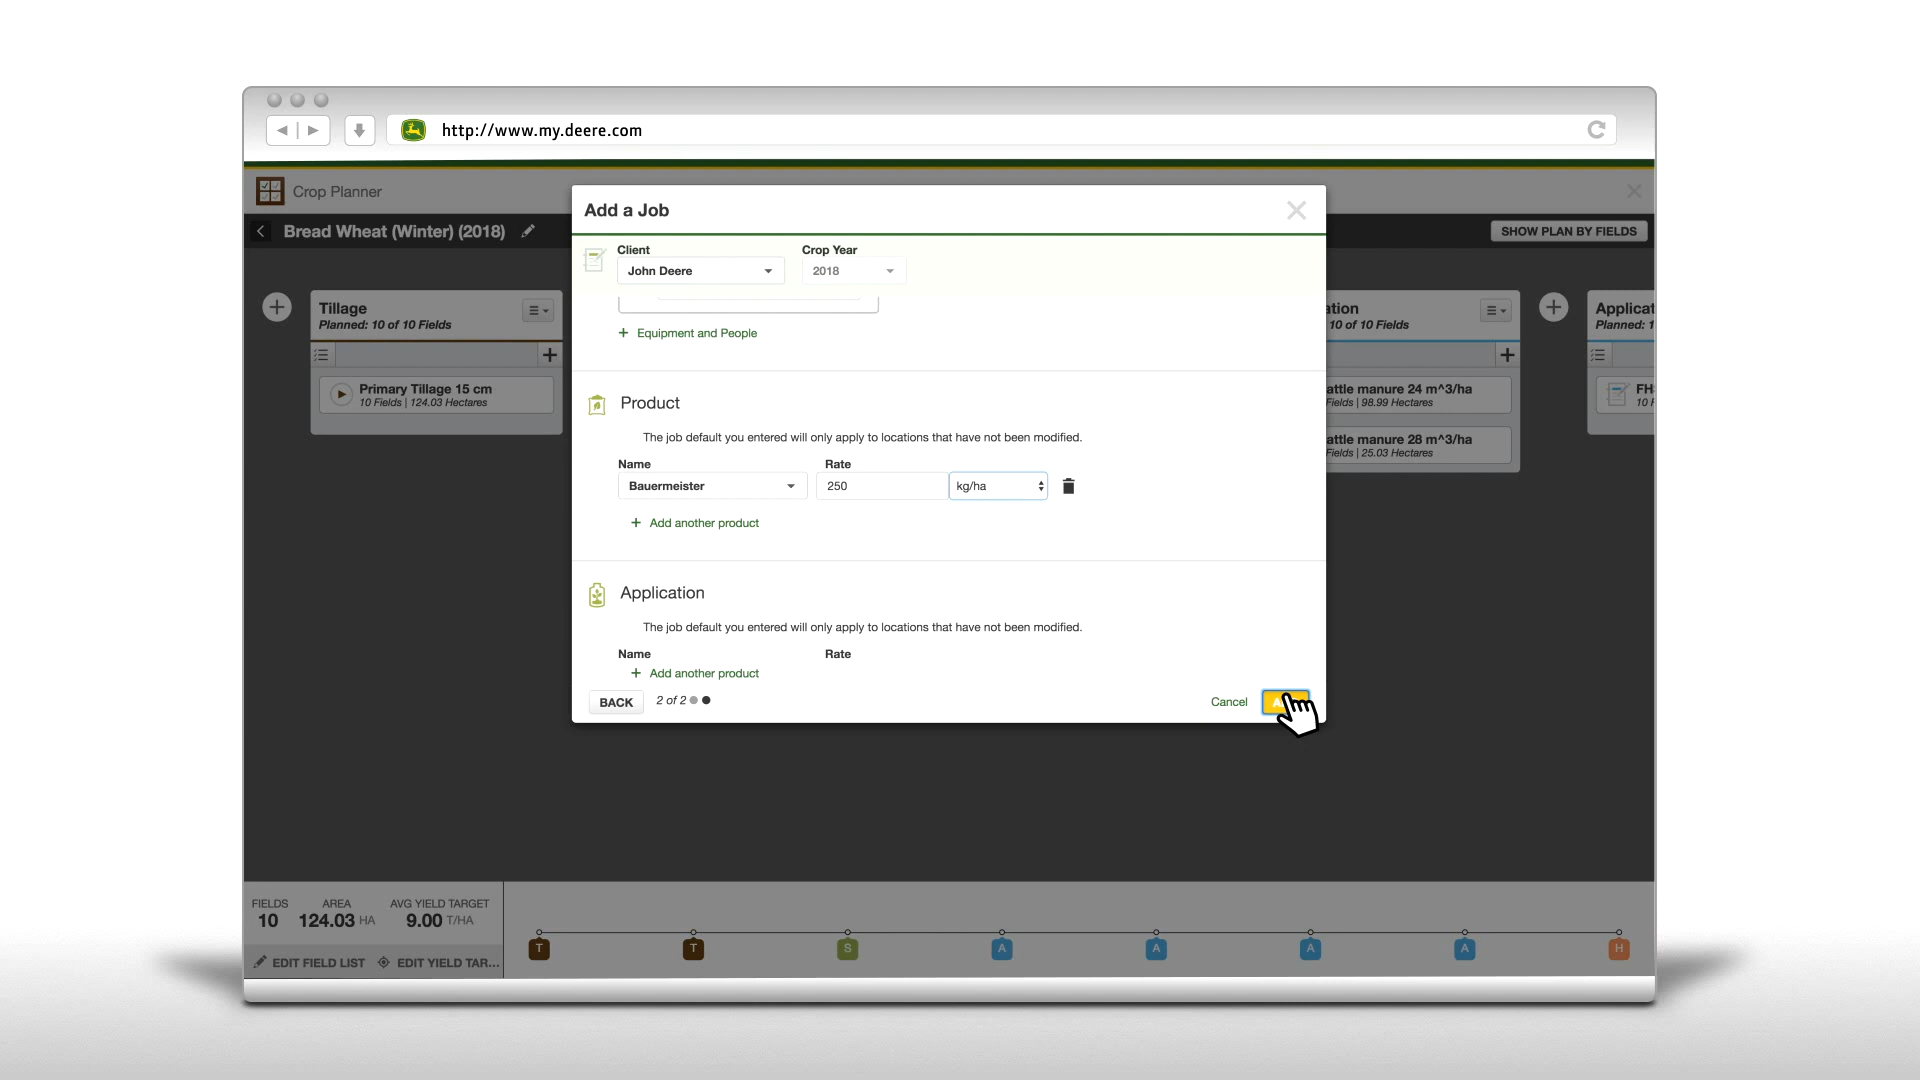 http://www.my.deere.com
Crop Planner
Bread Wheat (Winter) (2018)
SHOW PLAN BY FIELDS
Add a Job
Client
Crop Year
John Deere
2018
+ Equipment and People
Product
The job default you entered will only apply to locations that have not been modified.
Name
Rate
Bauermeister
250
kg/ha
+ Add another product
Application
The job default you entered will only apply to locations that have not been modified.
Name
Rate
+ Add another product
BACK
2 of 2
Cancel
Tillage
Planned: 10 of 10 Fields
Primary Tillage 15 cm
10 Fields | 124.03 Hectares
ation
10 of 10 Fields
attle manure 24 m^3/ha
Fields | 98.99 Hectares
attle manure 28 m^3/ha
Fields | 25.03 Hectares
Applicat
Planned: 1
FH
10 F
FIELDS
AREA
AVG YIELD TARGET
10
124.03 HA
9.00 T/HA
EDIT FIELD LIST
EDIT YIELD TAR...
T
T
S
A
A
A
A
H